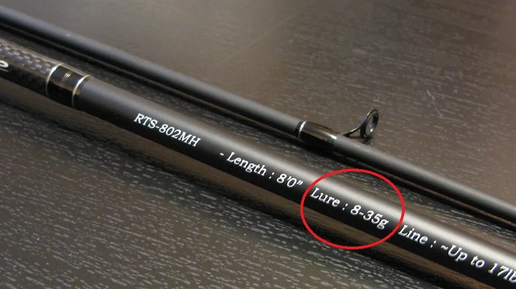 RTS-802MH - Length : 8'0" Lure : 8-35g Line : ~Up to 17lb